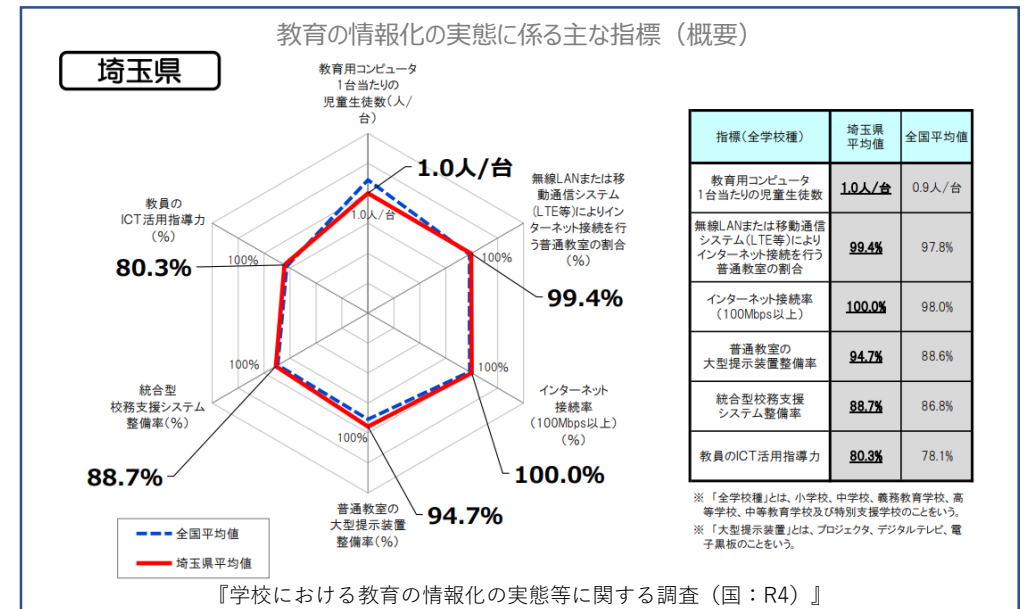 教育の情報化の実態に係る主な指標（概要）
埼玉県
教育用コンピュータ
1台当たりの
児童生徒数(人/
台)
1.0人/台
1.0人/台
無線LANまたは移
動通信システム
(LTE等)によりイン
ターネット接続を行
う普通教室の割合
(%)
100%
99.4%
インターネット
接続率
(100Mbps以上)
(%)
100%
100.0%
普通教室の
大型提示装置
整備率(%)
100%
94.7%
統合型
校務支援システム
整備率(%)
100%
88.7%
教員の
ICT活用指導力
(%)
100%
80.3%
全国平均値
埼玉県平均値
指標(全学校種) 埼玉県 平均値 全国平均値
教育用コンピュータ
1台当たりの児童生徒数 1.0人/台 0.9人/台
無線LANまたは移動通信
システム(LTE等)により
インターネット接続を行う
普通教室の割合 99.4% 97.8%
インターネット接続率
(100Mbps以上) 100.0% 98.0%
普通教室の
大型提示装置整備率 94.7% 88.6%
統合型校務支援
システム整備率 88.7% 86.8%
教員のICT活用指導力 80.3% 78.1%
※ 「全学校種」とは、小学校、中学校、義務教育学校、高
等学校、中等教育学校及び特別支援学校のことをいう。
※ 「大型提示装置」とは、プロジェクタ、デジタルテレビ、電
子黒板のことをいう。
『学校における教育の情報化の実態等に関する調査（国：R4）』